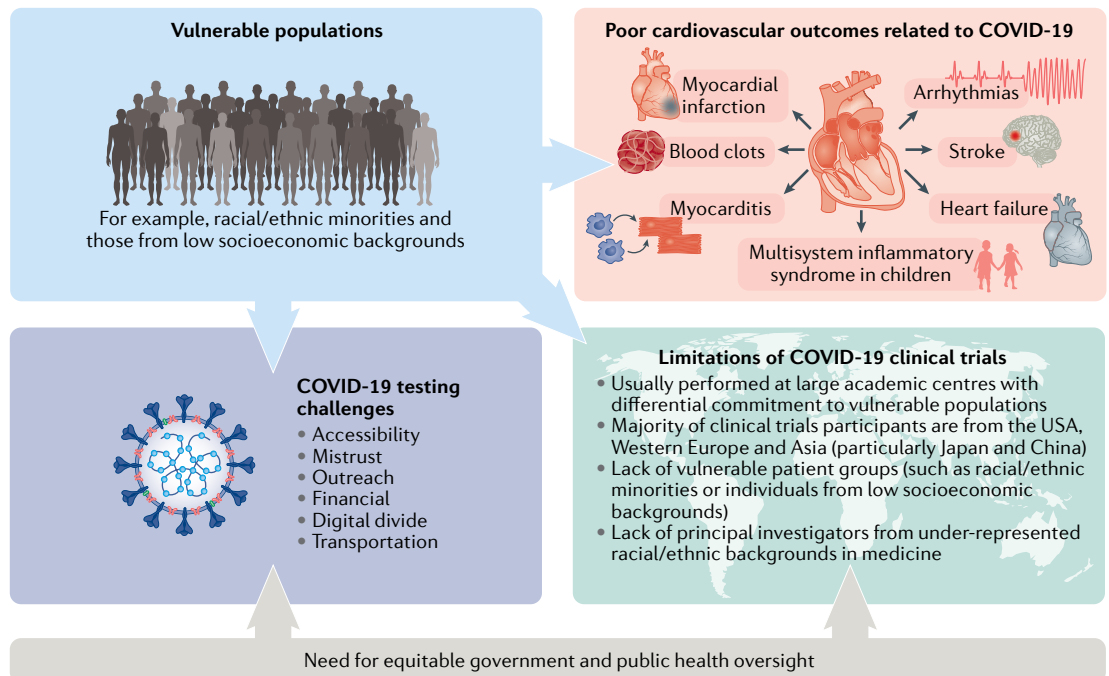 Vulnerable populations
For example, racial/ethnic minorities and
those from low socioeconomic backgrounds
Poor cardiovascular outcomes related to COVID-19
Myocardial
infarction
Arrhythmias
Blood clots
Stroke
Myocarditis
Heart failure
Multisystem inflammatory
syndrome in children
COVID-19 testing
challenges
• Accessibility
• Mistrust
• Outreach
• Financial
• Digital divide
• Transportation
Limitations of COVID-19 clinical trials
• Usually performed at large academic centres with
differential commitment to vulnerable populations
• Majority of clinical trials participants are from the USA,
Western Europe and Asia (particularly Japan and China)
• Lack of vulnerable patient groups (such as racial/ethnic
minorities or individuals from low socioeconomic
backgrounds)
• Lack of principal investigators from under-represented
racial/ethnic backgrounds in medicine
Need for equitable government and public health oversight